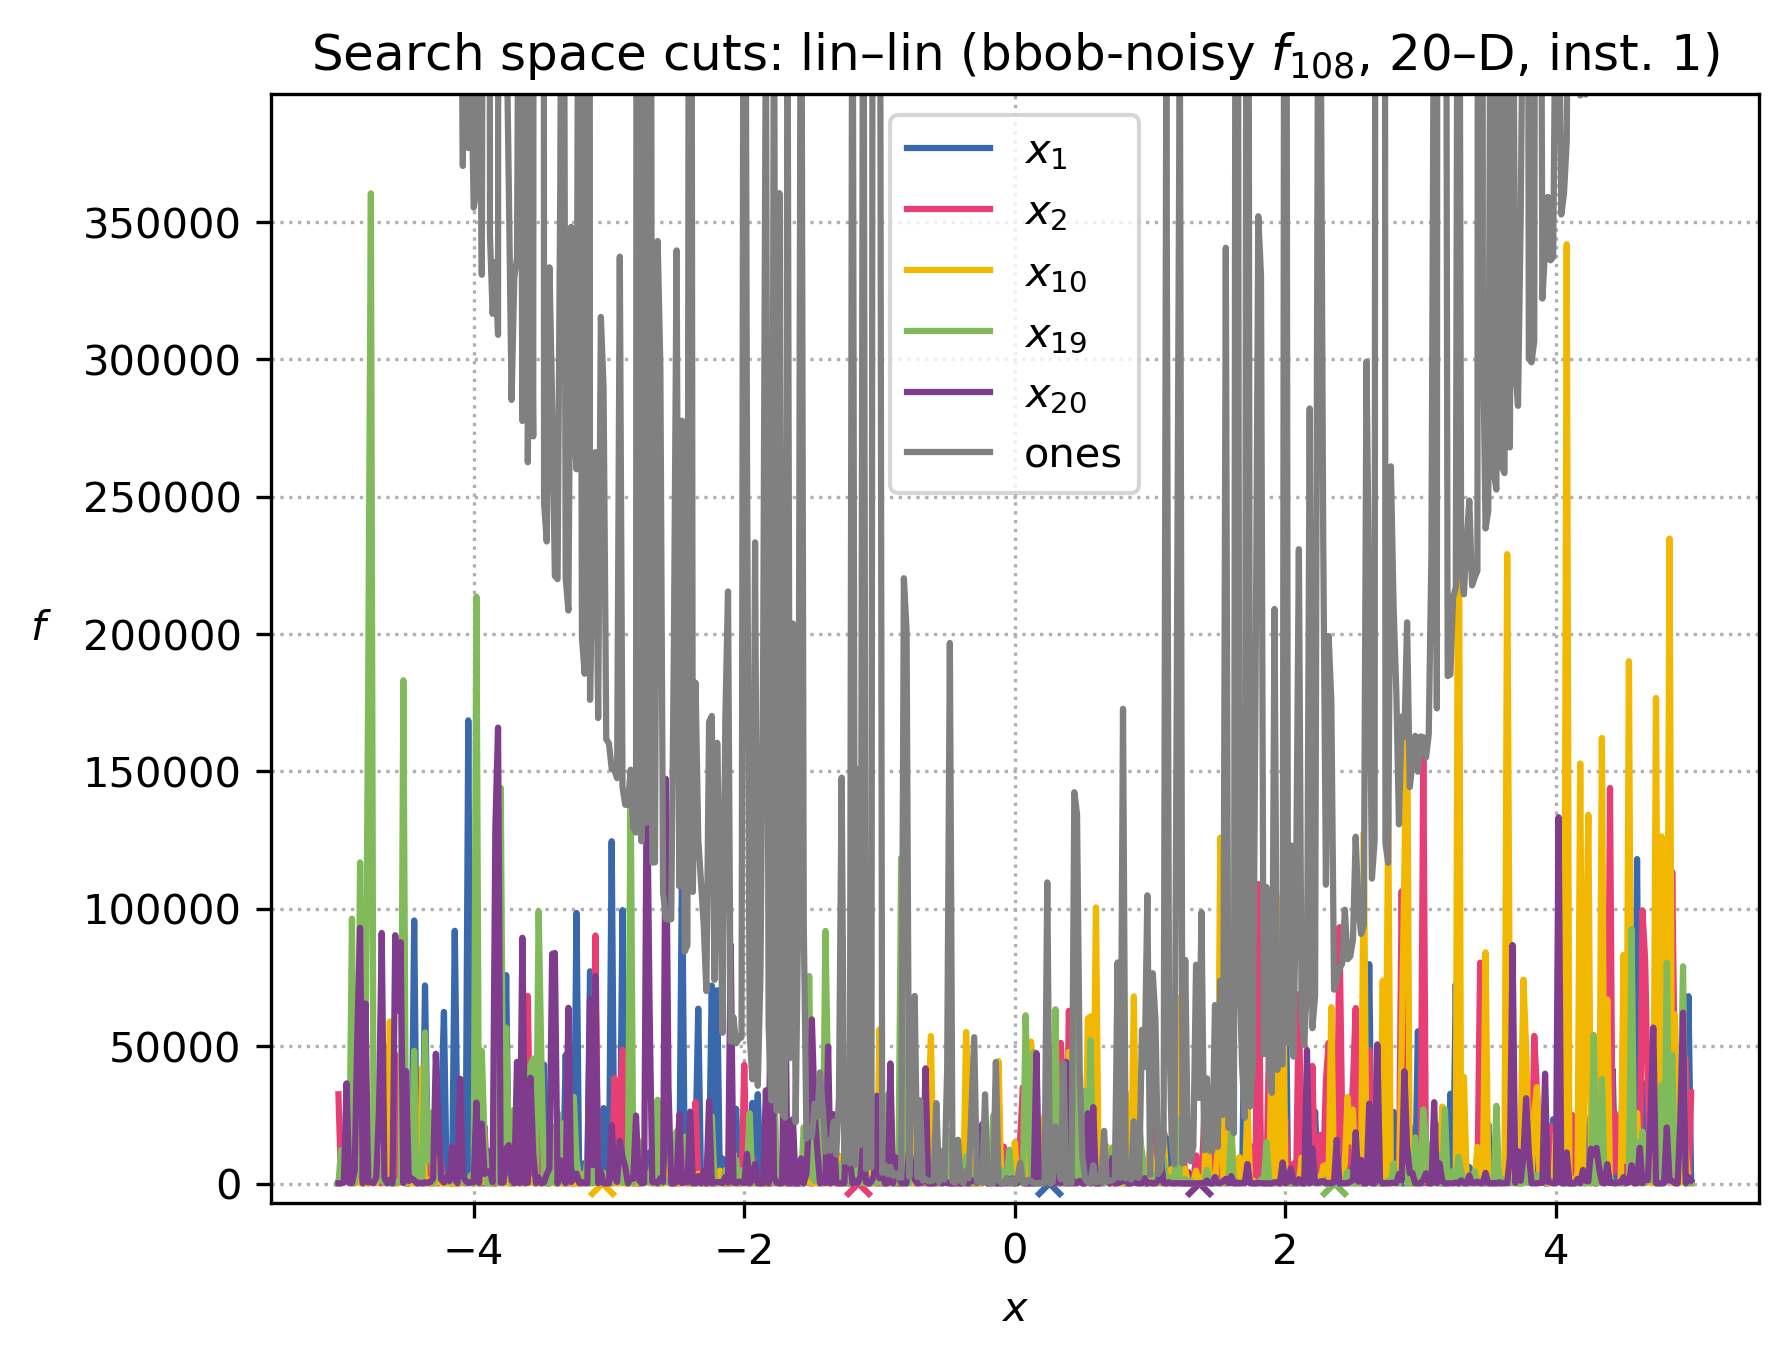 Search space cuts: lin–lin (bbob-noisy f₁₀₈, 20–D, inst. 1)
x₁
x₂
x₁₀
x₁₉
x₂₀
ones
350000
300000
250000
200000
150000
100000
50000
0
f
−4 −2 0 2 4
x